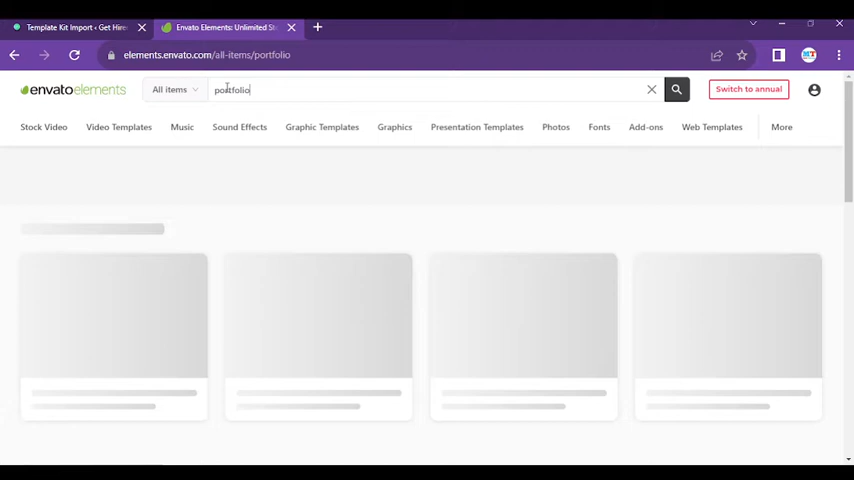 Template Kit Import ‹ Get Hire
Envato Elements: Unlimited St
elements.envato.com/all-items/portfolio
envatoelements
All items
portfolio
Switch to annual
Stock Video
Video Templates
Music
Sound Effects
Graphic Templates
Graphics
Presentation Templates
Photos
Fonts
Add-ons
Web Templates
More